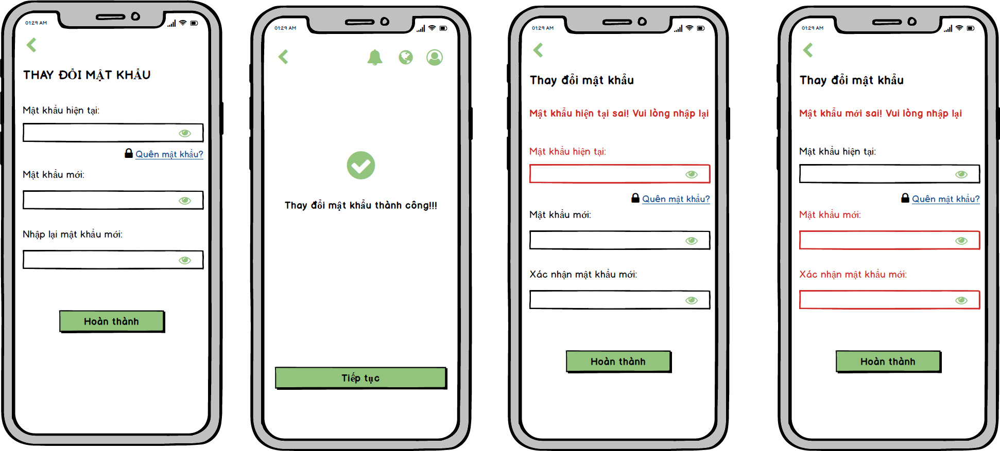 01:29 AM
THAY ĐỔI MẬT KHẨU
Mật khẩu hiện tại:
Quên mật khẩu?
Mật khẩu mới:
Nhập lại mật khẩu mới:
Hoàn thành
01:29 AM
Thay đổi mật khẩu thành công!!!
Tiếp tục
01:29 AM
Thay đổi mật khẩu
Mật khẩu hiện tại sai! Vui lòng nhập lại
Mật khẩu hiện tại:
Quên mật khẩu?
Mật khẩu mới:
Xác nhận mật khẩu mới:
Hoàn thành
01:29 AM
Thay đổi mật khẩu
Mật khẩu mới sai! Vui lòng nhập lại
Mật khẩu hiện tại:
Quên mật khẩu?
Mật khẩu mới:
Xác nhận mật khẩu mới:
Hoàn thành